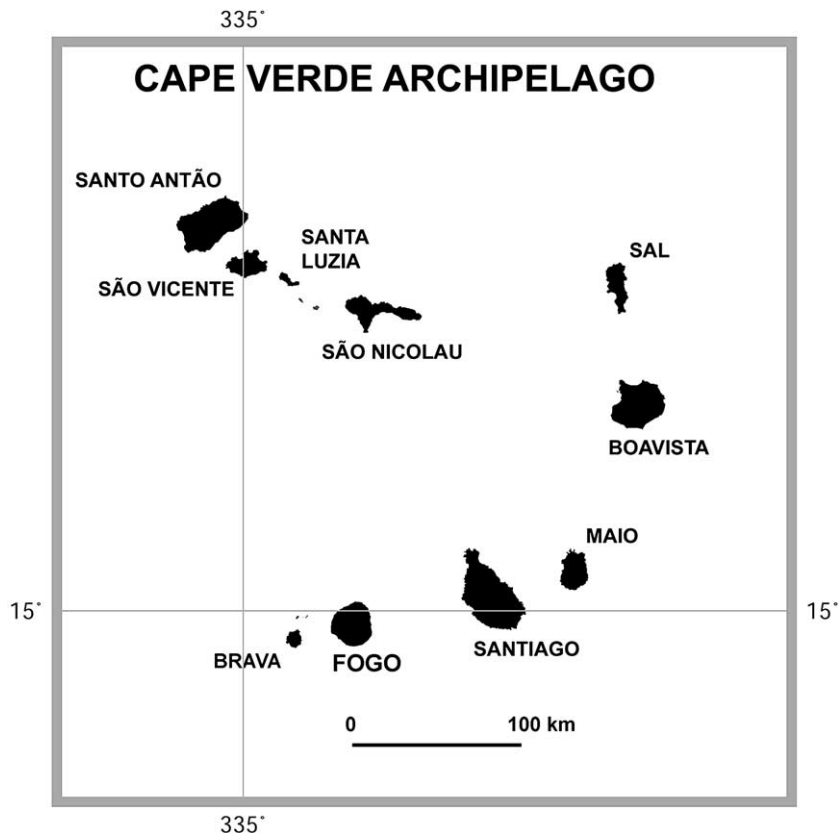 335°
CAPE VERDE ARCHIPELAGO
SANTO ANTÃO
SANTA
LUZIA
SAL
SÃO VICENTE
SÃO NICOLAU
BOAVISTA
MAIO
15°
15°
SANTIAGO
BRAVA
FOGO
0
100 km
335°